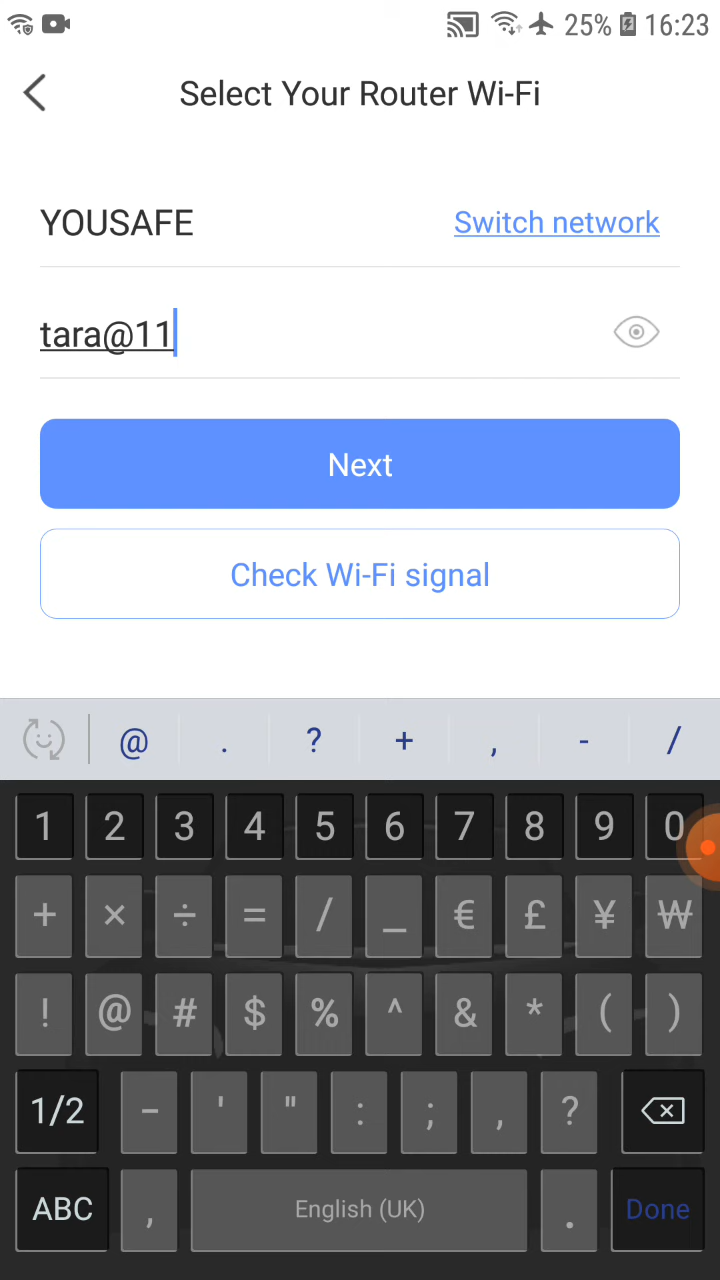 25% 16:23
Select Your Router Wi-Fi
YOUSAFE Switch network
tara@11
Next
Check Wi-Fi signal
@ . ? + , - /
1 2 3 4 5 6 7 8 9 0
+ × ÷ = / _ € £ ¥ ₩
! @ # $ % ^ & * ( )
1/2 - ' " : ; , ?
ABC , English (UK) . Done